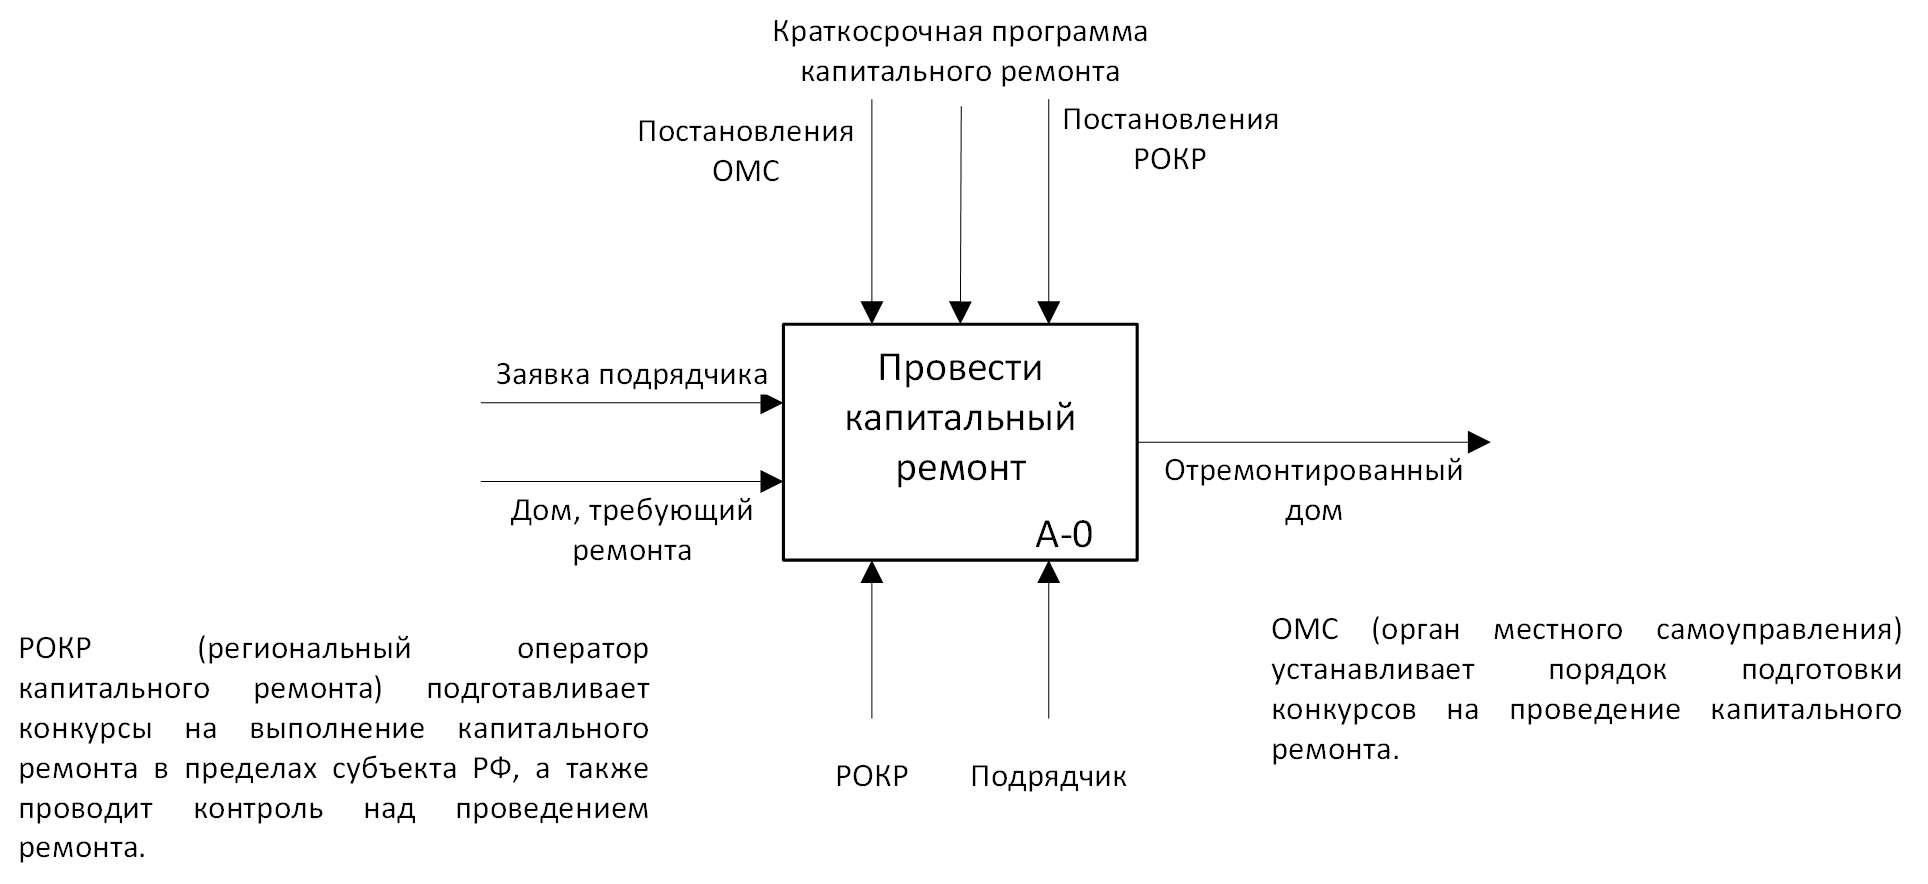 Краткосрочная программа
капитального ремонта
Постановления
ОМС
Постановления
РОКР
Заявка подрядчика
Дом, требующий
ремонта
Провести
капитальный
ремонт
А-0
Отремонтированный
дом
РОКР
Подрядчик
РОКР (региональный оператор
капитального ремонта) подготавливает
конкурсы на выполнение капитального
ремонта в пределах субъекта РФ, а также
проводит контроль над проведением
ремонта.
ОМС (орган местного самоуправления)
устанавливает порядок подготовки
конкурсов на проведение капитального
ремонта.